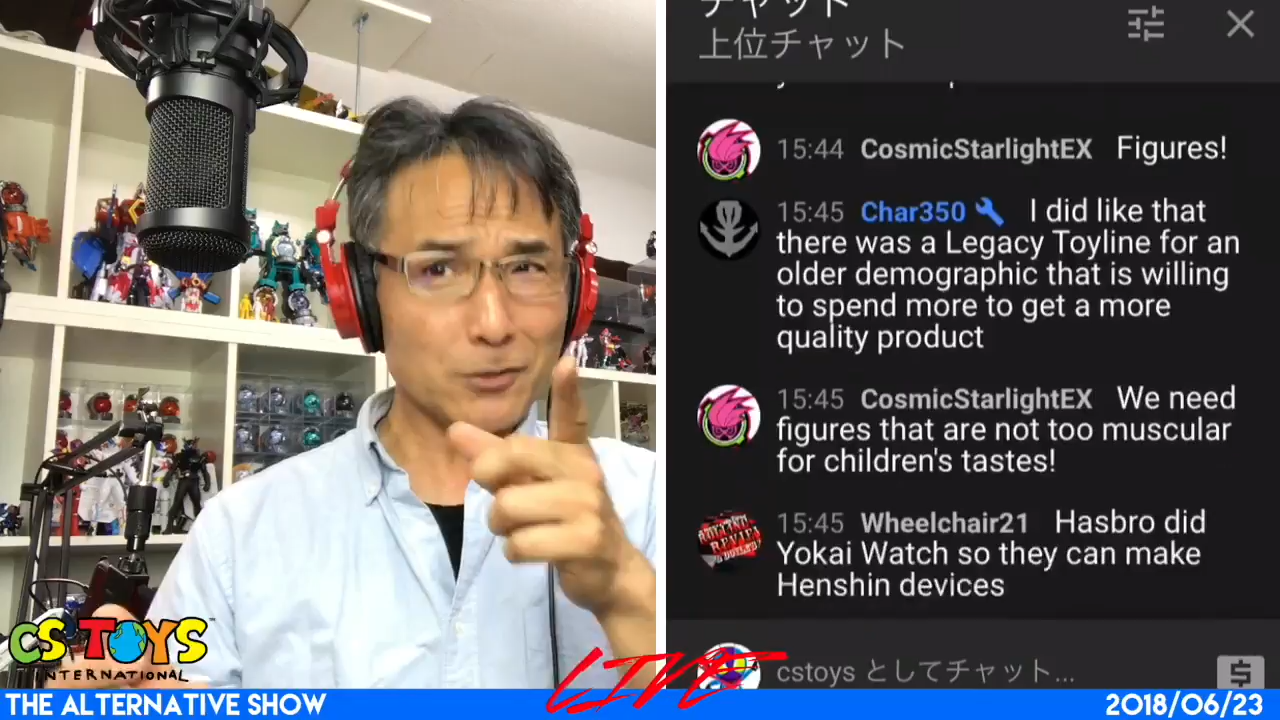 チャット
上位チャット
15:44 CosmicStarlightEX Figures!
15:45 Char350 I did like that
there was a Legacy Toyline for an
older demographic that is willing
to spend more to get a more
quality product
15:45 CosmicStarlightEX We need
figures that are not too muscular
for children's tastes!
15:45 Wheelchair21 Hasbro did
Yokai Watch so they can make
Henshin devices
cstoys としてチャット...
CS TOYS
INTERNATIONAL
LIVE
THE ALTERNATIVE SHOW
2018/06/23